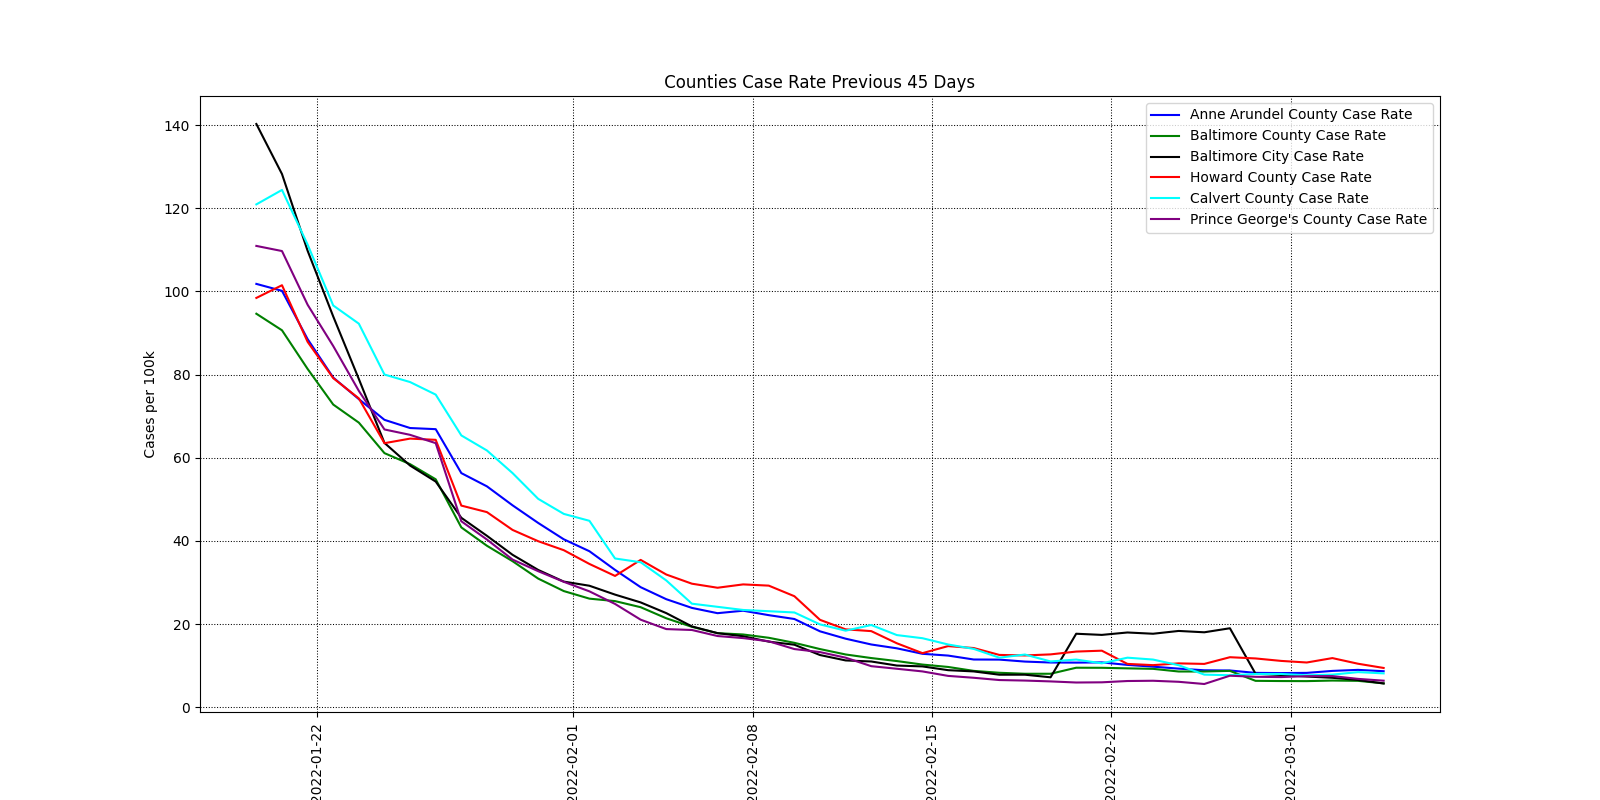 Counties Case Rate Previous 45 Days
Anne Arundel County Case Rate
Baltimore County Case Rate
Baltimore City Case Rate
Howard County Case Rate
Calvert County Case Rate
Prince George's County Case Rate
Cases per 100k
140
120
100
80
60
40
20
0
2022-01-22
2022-02-01
2022-02-08
2022-02-15
2022-02-22
2022-03-01